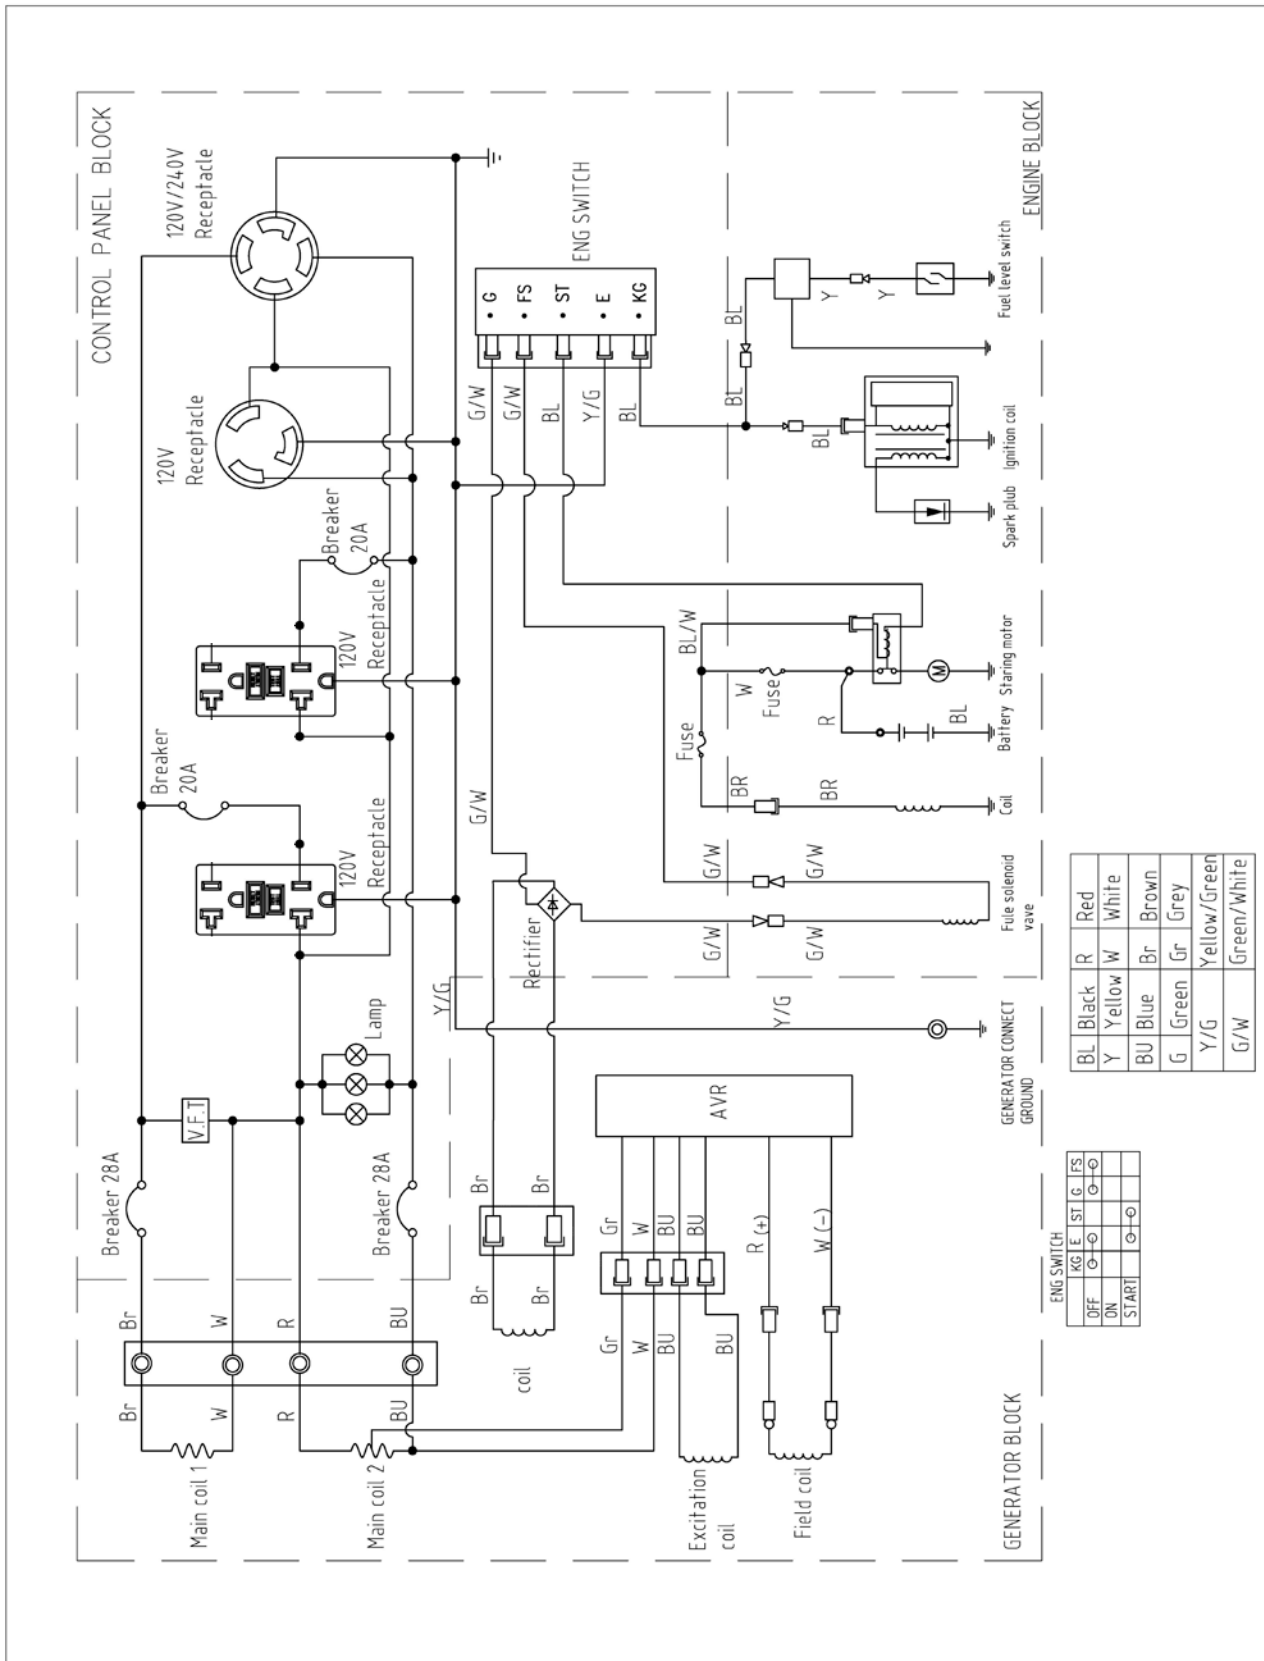 CONTROL PANEL BLOCK
120V/240V
Receptacle
120V
Receptacle
Breaker
20A
120V
Receptacle
Breaker
20A
120V
Receptacle
Lamp
V.F.T
Breaker 28A
Breaker 28A
Br
W
R
BU
Br
W
R
BU
Main coil 1
Main coil 2
ENG SWITCH
G
FS
ST
E
KG
G/W
G/W
BL
Y/G
BL
G/W
Rectifier
Y/G
Br
Br
Br
Br
coil
Gr
W
BU
BU
Gr
W
BU
BU
R (+)
W (-)
AVR
Excitation
coil
Field coil
GENERATOR BLOCK
Y/G
GENERATOR CONNECT
GROUND
ENGINE BLOCK
BL
BL
BL
Y
Y
Fuel level switch
Ignition coil
Spark plub
BL/W
W
Fuse
Fuse
R
BL
M
Staring motor
Battery
BR
BR
Coil
G/W
G/W
G/W
G/W
Fule solenoid
vave
ENG SWITCH
KG E ST G FS
OFF
ON
START
BL Black R Red
Y Yellow W White
BU Blue Br Brown
G Green Gr Grey
Y/G Yellow/Green
G/W Green/White